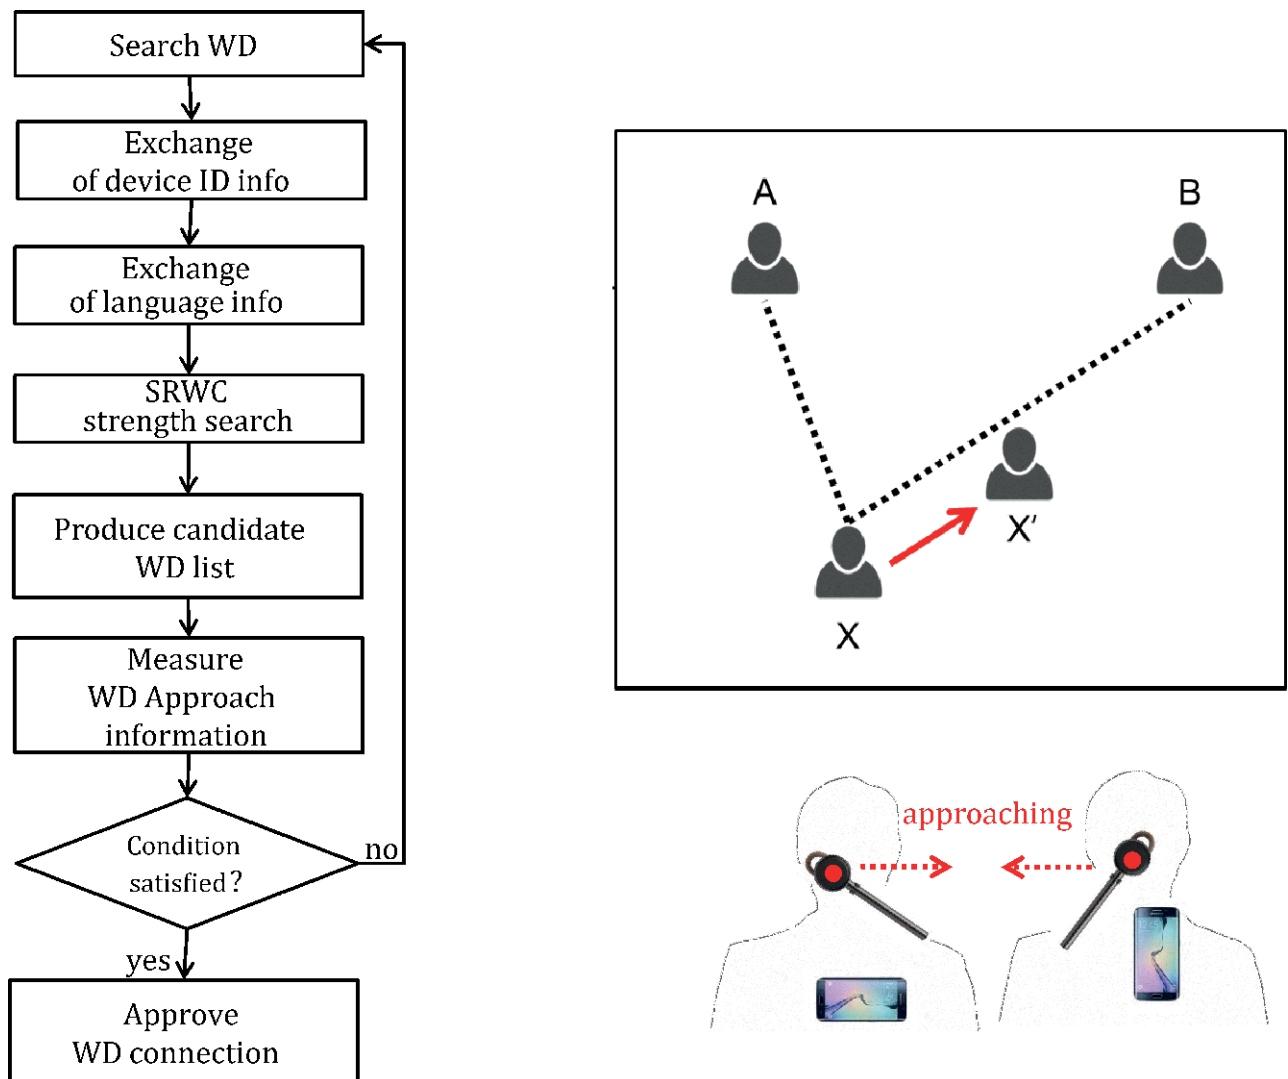 Search WD
Exchange
of device ID info
Exchange
of language info
SRWC
strength search
Produce candidate
WD list
Measure
WD Approach
information
Condition
satisfied?
no
yes
Approve
WD connection
A
B
X'
X
approaching